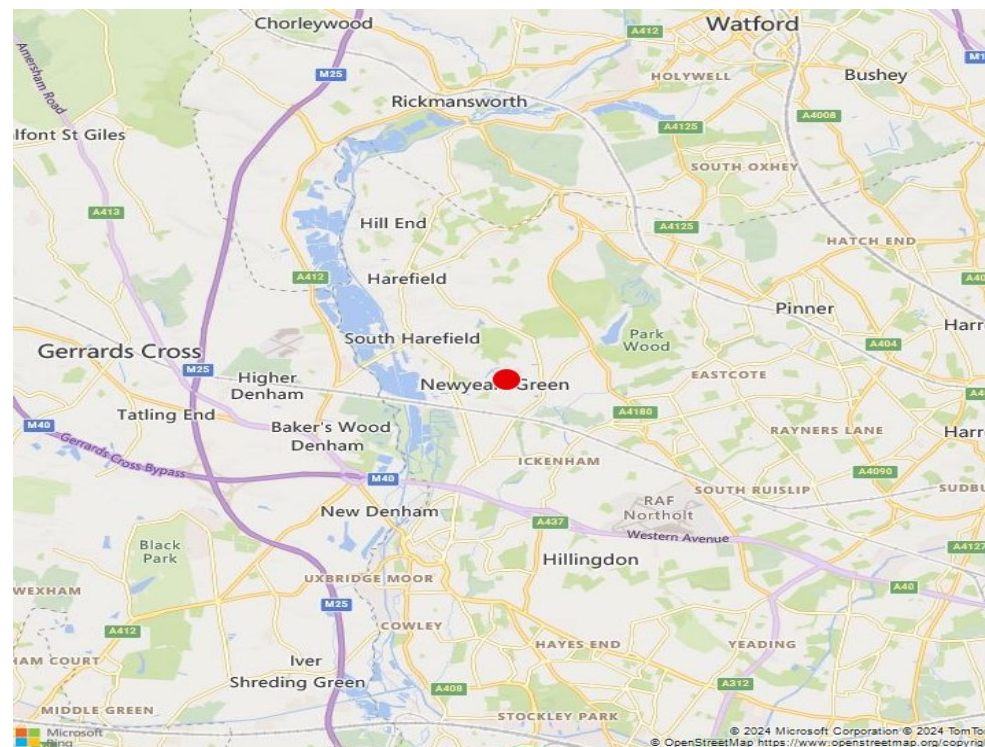 Chorleywood
A412
Watford
M1
M25
HOLYWELL
Bushey
Amersham Road
Rickmansworth
A4125
A4008
lfont St Giles
SOUTH OXHEY
A413
Hill End
A4125
HATCH END
A412
Harefield
A40
Pinner
Harr
South Harefield
Park
Wood
A404
Gerrards Cross
M25
Higher
Denham
EASTCOTE
Green
A4180
Tatling End
M40
Baker's Wood
Denham
RAYNERS LANE
Harr
Gerrards Cross Bypass
ICKENHAM
A4090
M40
SOUTH RUISLIP
SUDBU
RAF
Northolt
New Denham
A437
Western Avenue
Black
Park
Hillingdon
A4127
UXBRIDGE MOOR
WEXHAM
M25
A40
A412
COWLEY
HAYES END
YEADING
HAM COURT
Iver
Shreding Green
A408
A312
MIDDLE GREEN
STOCKLEY PARK
Microsoft
Bing
© 2024 Microsoft Corporation © 2024 TomTo
© OpenStreetMap https://www.openstreetmap.org/copyrig